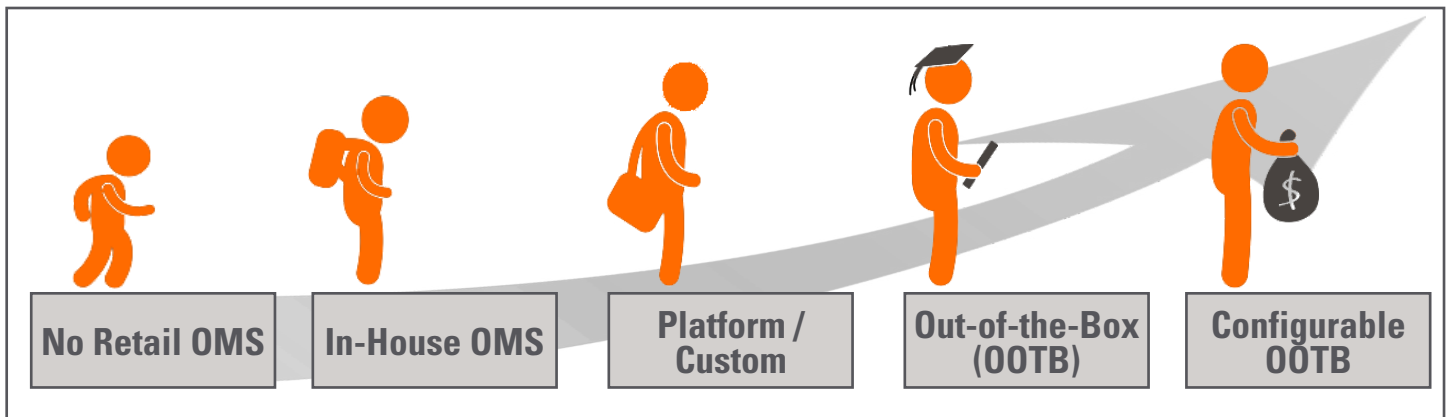 $
No Retail OMS
In-House OMS
Platform /
Custom
Out-of-the-Box
(OOTB)
Configurable
OOTB